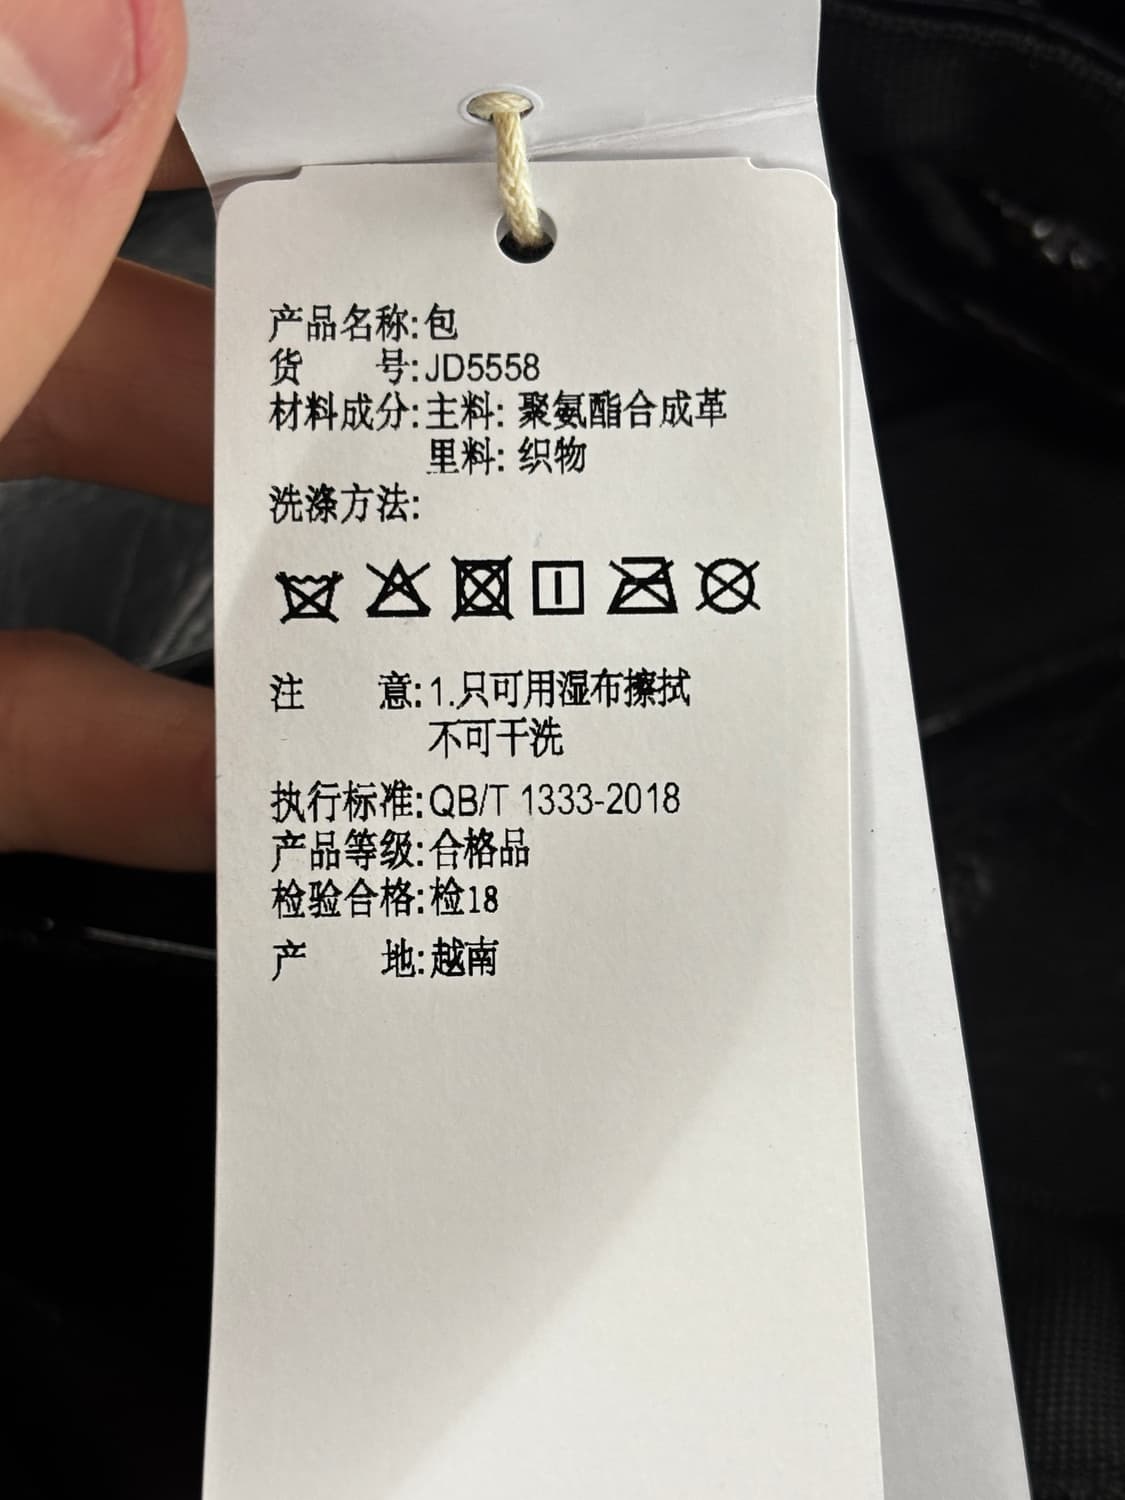 产品名称:包
货 号:JD5558
材料成分:主料: 聚氨酯合成革
里料: 织物
洗涤方法:
注 意:1.只可用湿布擦拭
不可干洗
执行标准:QB/T 1333-2018
产品等级:合格品
检验合格:检18
产 地:越南